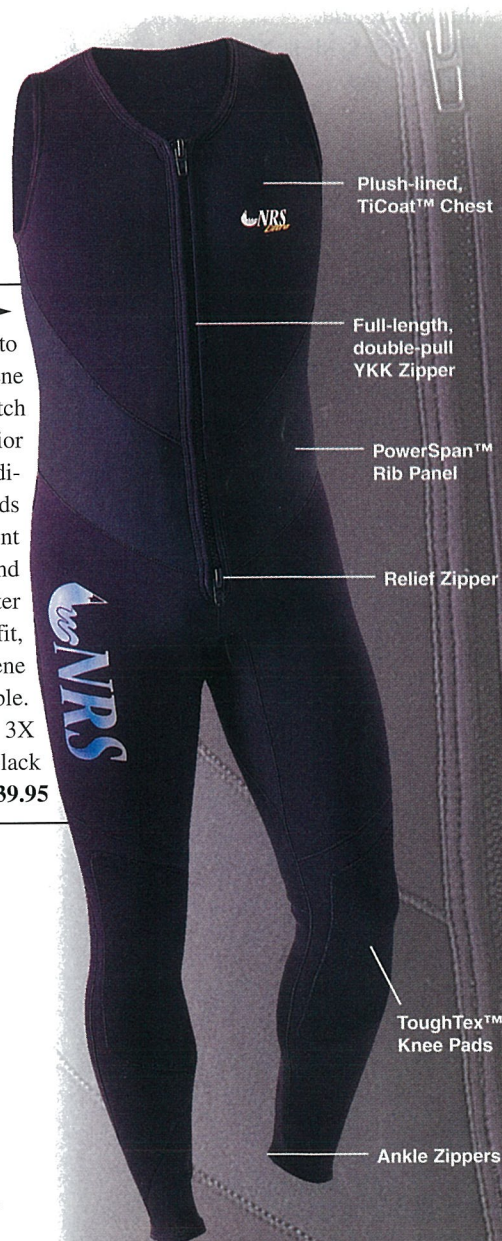 to
ene
tch
ior
di-
ds
nt
nd
ter
fit,
ene
ble.
3X
lack
39.95
NRS
NRS
Plush-lined,
TiCoat™ Chest
Full-length,
double-pull
YKK Zipper
PowerSpan™
Rib Panel
Relief Zipper
ToughTex™
Knee Pads
Ankle Zippers